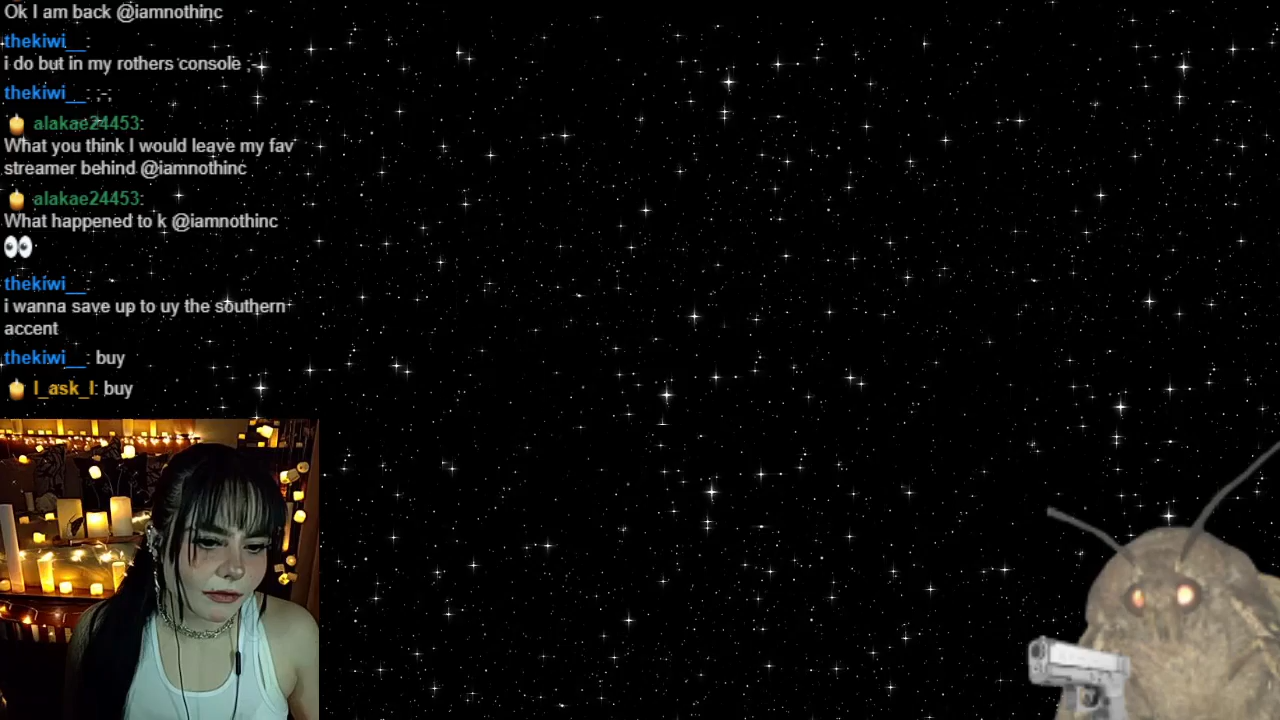 Ok I am back @iamnothinc
thekiwi__:
i do but in my rothers console ;-
thekiwi__: ;-;
alakae24453:
What you think I would leave my fav
streamer behind @iamnothinc
alakae24453:
What happened to k @iamnothinc
thekiwi__:
i wanna save up to uy the southern
accent
thekiwi__: buy
I_ask_I: buy